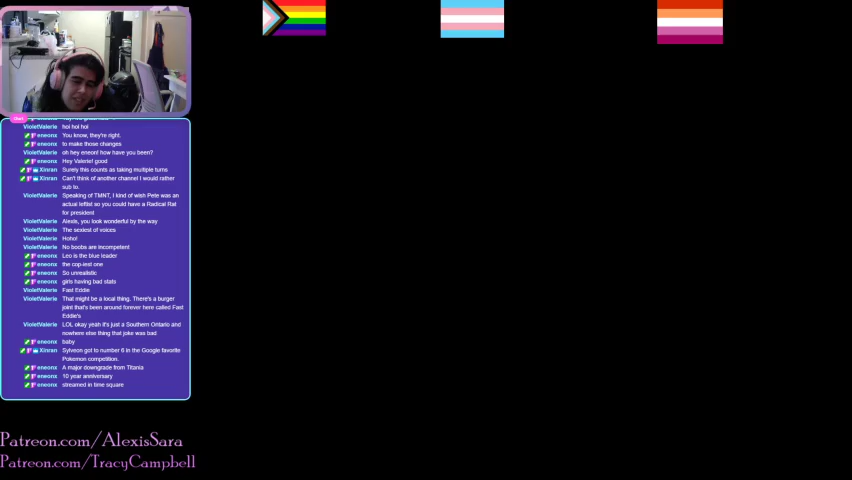 Chat
VioletValerie hoi hoi hoi
eneonx You know, they're right.
eneonx to make those changes
VioletValerie oh hey eneon! how have you been?
eneonx Hey Valerie! good
Xinran Surely this counts as taking multiple turns
Xinran Can't think of another channel I would rather
sub to.
VioletValerie Speaking of TMNT, I kind of wish Pete was an
actual leftist so you could have a Radical Rat
for president
VioletValerie Alexis, you look wonderful by the way
VioletValerie The sexiest of voices
VioletValerie Hoho!
VioletValerie No boobs are incompetent
eneonx Leo is the blue leader
eneonx the cop-iest one
eneonx So unrealistic
eneonx girls having bad stats
VioletValerie Fast Eddie
VioletValerie That might be a local thing. There's a burger
joint that's been around forever here called Fast
Eddie's
VioletValerie LOL okay yeah it's just a Southern Ontario and
nowhere else thing that joke was bad
eneonx baby
Xinran Sylveon got to number 6 in the Google favorite
Pokemon competition.
eneonx A major downgrade from Titania
eneonx 10 year anniversary
eneonx streamed in time square
Patreon.com/AlexisSara
Patreon.com/TracyCampbell